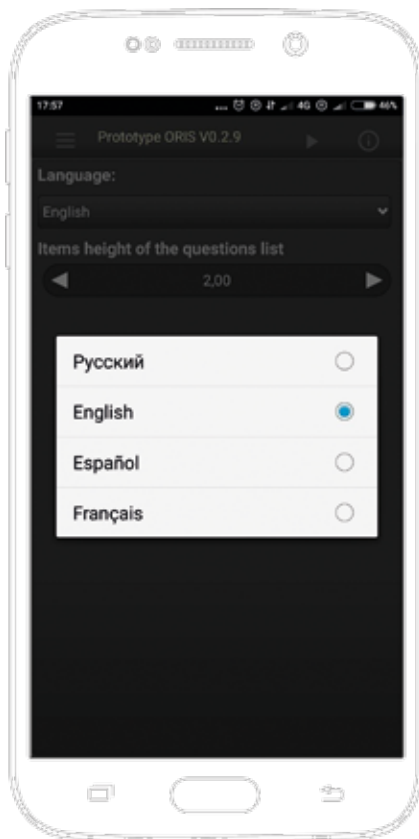 17:57 ... 4G 46%
Prototype ORIS V0.2.9
Language:
English
Items height of the questions list
2,00
Русский
English
Español
Français